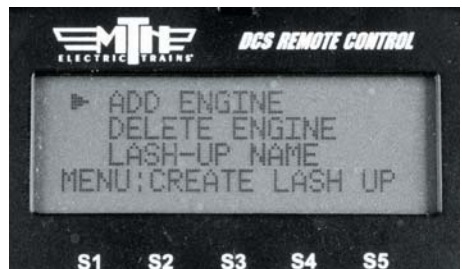 MTH
ELECTRIC TRAINS®
DCS REMOTE CONTROL
ADD ENGINE
DELETE ENGINE
LASH-UP NAME
MENU:CREATE LASH UP
S1 S2 S3 S4 S5